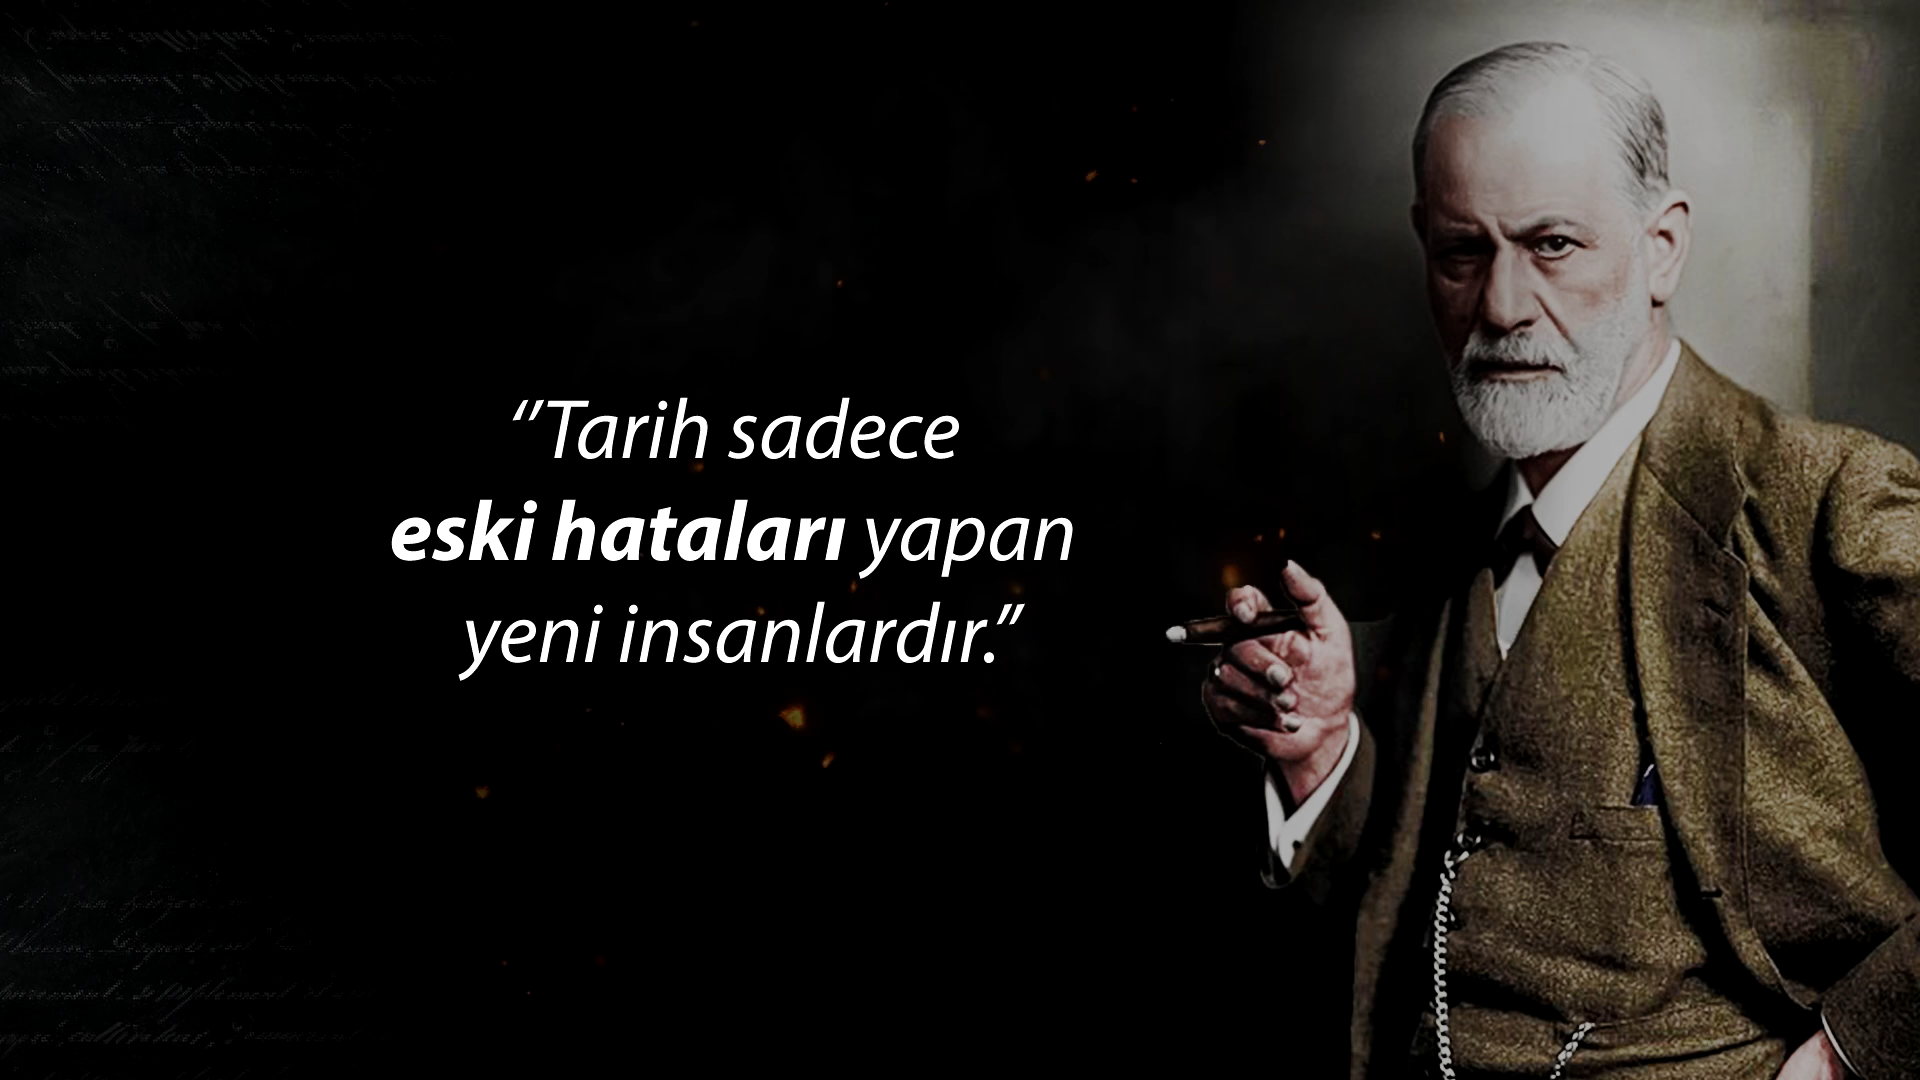 “Tarih sadece
eski hataları yapan
yeni insanlardır.”